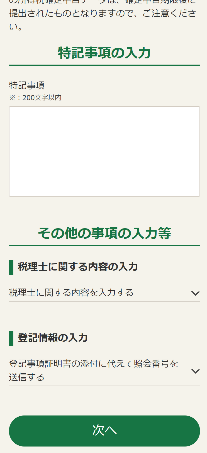 提出されたものとなりますので、ご注意くださ
い。
特記事項の入力
特記事項
※：200文字以内
その他の事項の入力等
税理士に関する内容の入力
税理士に関する内容を入力する
登記情報の入力
登記事項証明書の添付に代えて照会番号を
送信する
次へ